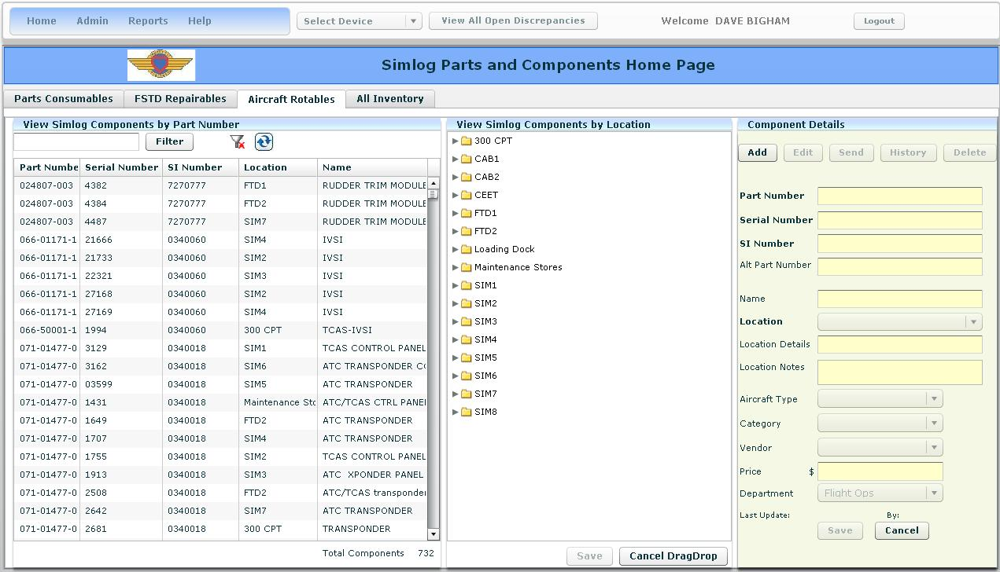 Home Admin Reports Help Select Device View All Open Discrepancies Welcome DAVE BIGHAM Logout
Simlog Parts and Components Home Page
Parts Consumables FSTD Repairables Aircraft Rotables All Inventory
View Simlog Components by Part Number
Filter
Part Numbe Serial Number SI Number Location Name
024807-003 4382 7270777 FTD1 RUDDER TRIM MODULE
024807-003 4384 7270777 FTD2 RUDDER TRIM MODULE
024807-003 4487 7270777 SIM7 RUDDER TRIM MODULE
066-01171-1 21666 0340060 SIM4 IVSI
066-01171-1 21733 0340060 SIM2 IVSI
066-01171-1 22321 0340060 SIM3 IVSI
066-01171-1 27168 0340060 SIM2 IVSI
066-01171-1 27169 0340060 SIM4 IVSI
066-50001-1 1994 0340060 300 CPT TCAS-IVSI
071-01477-0 3129 0340018 SIM1 TCAS CONTROL PANEL
071-01477-0 3162 0340018 SIM6 ATC TRANSPONDER CO
071-01477-0 03599 0340018 SIM5 ATC TRANSPONDER
071-01477-0 1431 0340018 Maintenance Sto ATC/TCAS CTRL PANEL
071-01477-0 1649 0340018 FTD2 ATC TRANSPONDER
071-01477-0 1707 0340018 SIM4 ATC TRANSPONDER
071-01477-0 1755 0340018 SIM2 TCAS CONTROL PANEL
071-01477-0 1913 0340018 SIM3 ATC XPONDER PANEL
071-01477-0 2508 0340018 FTD2 ATC/TCAS transponder
071-01477-0 2642 0340018 SIM7 ATC TRANSPONDER
071-01477-0 2681 0340018 300 CPT TRANSPONDER
Total Components 732
View Simlog Components by Location
300 CPT
CAB1
CAB2
CEET
FTD1
FTD2
Loading Dock
Maintenance Stores
SIM1
SIM2
SIM3
SIM4
SIM5
SIM6
SIM7
SIM8
Save Cancel DragDrop
Component Details
Add Edit Send History Delete
Part Number
Serial Number
SI Number
Alt Part Number
Name
Location
Location Details
Location Notes
Aircraft Type
Category
Vendor
Price $
Department Flight Ops
Last Update: By:
Save Cancel